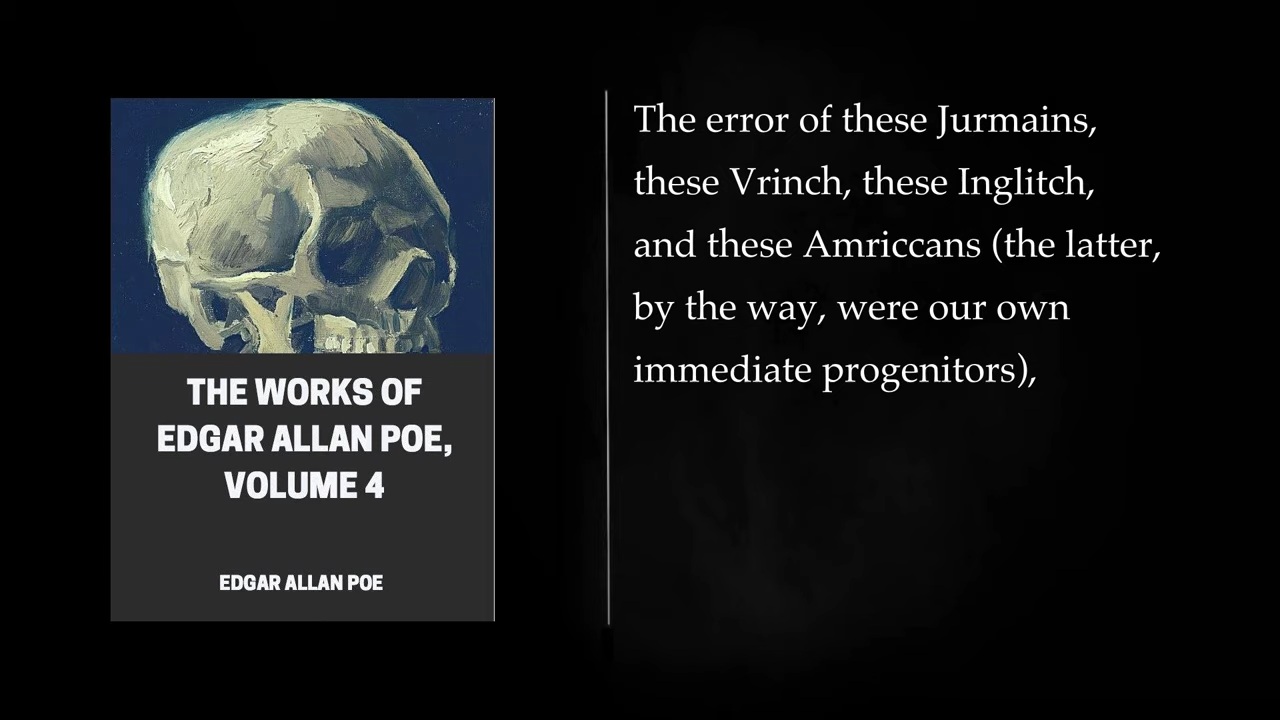 THE WORKS OF
EDGAR ALLAN POE,
VOLUME 4
EDGAR ALLAN POE
The error of these Jurmains,
these Vrinch, these Inglitch,
and these Amriccans (the latter,
by the way, were our own
immediate progenitors),